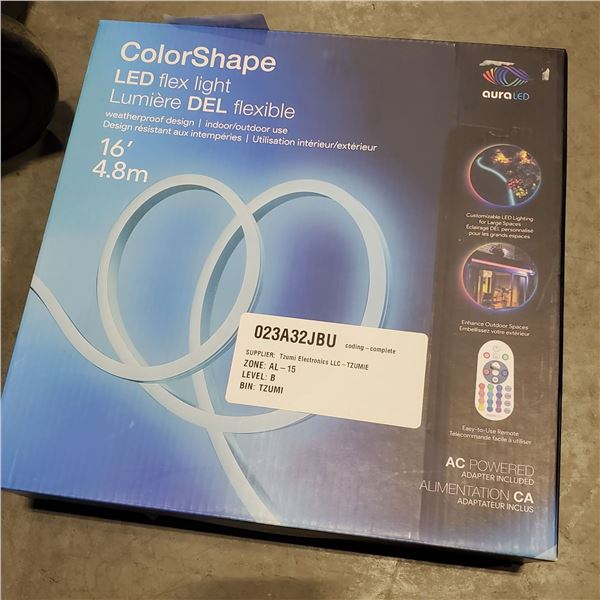 ColorShape
LED flex light
Lumière DEL flexible
weatherproof design | indoor/outdoor use
Design résistant aux intempéries | Utilisation intérieur/extérieur
16'
4.8m
auraLED
Customizable LED Lighting
for Large Spaces
Éclairage DEL personnalisé
pour les grands espaces
Enhance Outdoor Spaces
Embellissez votre extérieur
023A32JBU coding - complete
SUPPLIER: Tzumi Electronics LLC - TZUMIE
ZONE: AL - 15
LEVEL: B
BIN: TZUMI
Easy-to-Use Remote
Télécommande facile à utiliser
AC POWERED
ADAPTER INCLUDED
ALIMENTATION CA
ADAPTATEUR INCLUS